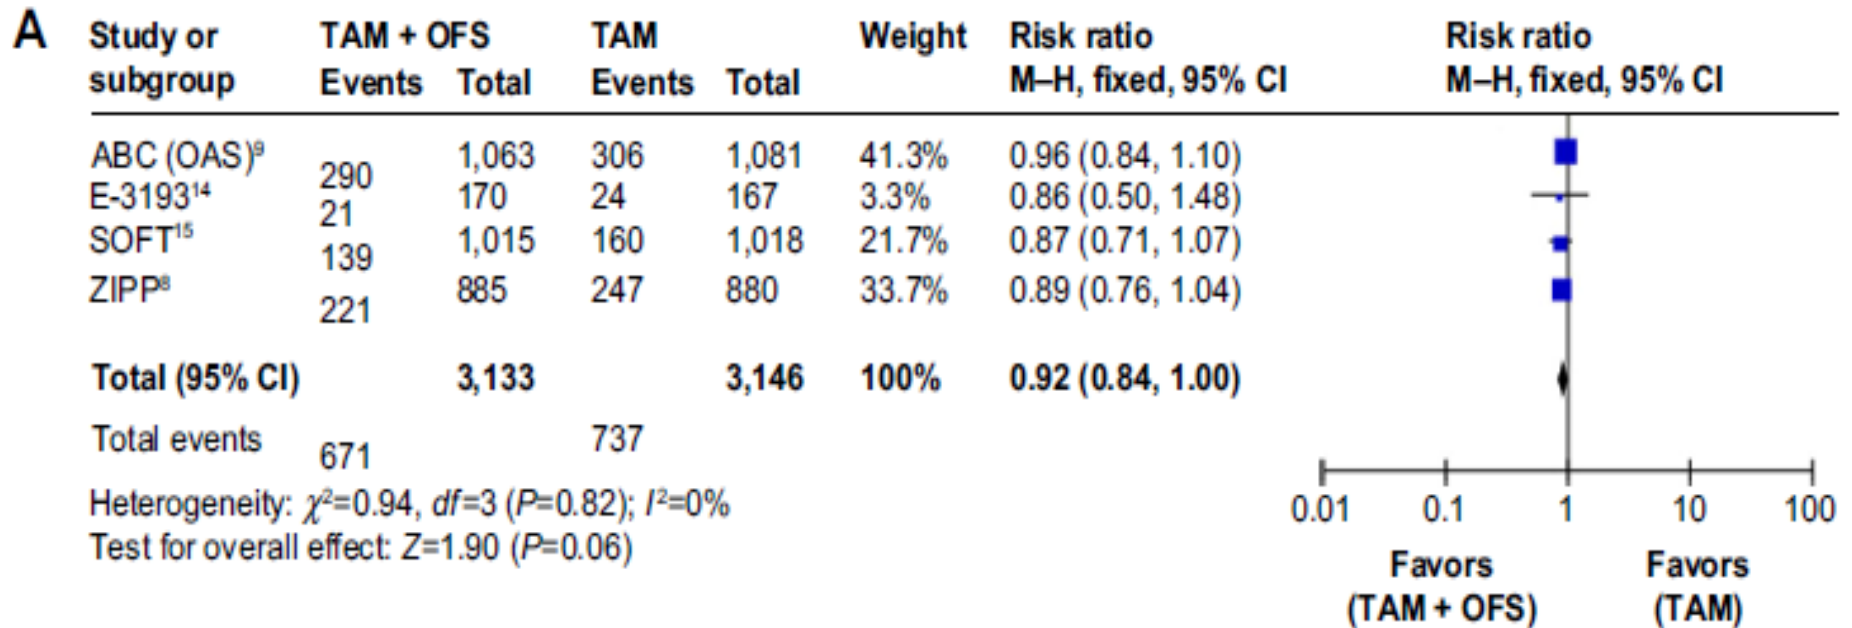 A Study or subgroup TAM + OFS TAM Weight Risk ratio Risk ratio
Events Total Events Total M–H, fixed, 95% CI M–H, fixed, 95% CI
ABC (OAS)⁹ 290 1,063 306 1,081 41.3% 0.96 (0.84, 1.10)
E-3193¹⁴ 21 170 24 167 3.3% 0.86 (0.50, 1.48)
SOFT¹⁵ 139 1,015 160 1,018 21.7% 0.87 (0.71, 1.07)
ZIPP⁸ 221 885 247 880 33.7% 0.89 (0.76, 1.04)
Total (95% CI) 3,133 3,146 100% 0.92 (0.84, 1.00)
Total events 671 737
Heterogeneity: χ²=0.94, df=3 (P=0.82); I²=0%
Test for overall effect: Z=1.90 (P=0.06)
0.01 0.1 1 10 100
Favors Favors
(TAM + OFS) (TAM)